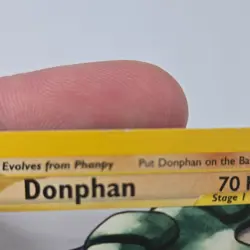 Evolves from Phanpy Put Donphan on the Ba
Donphan 70
Stage 1